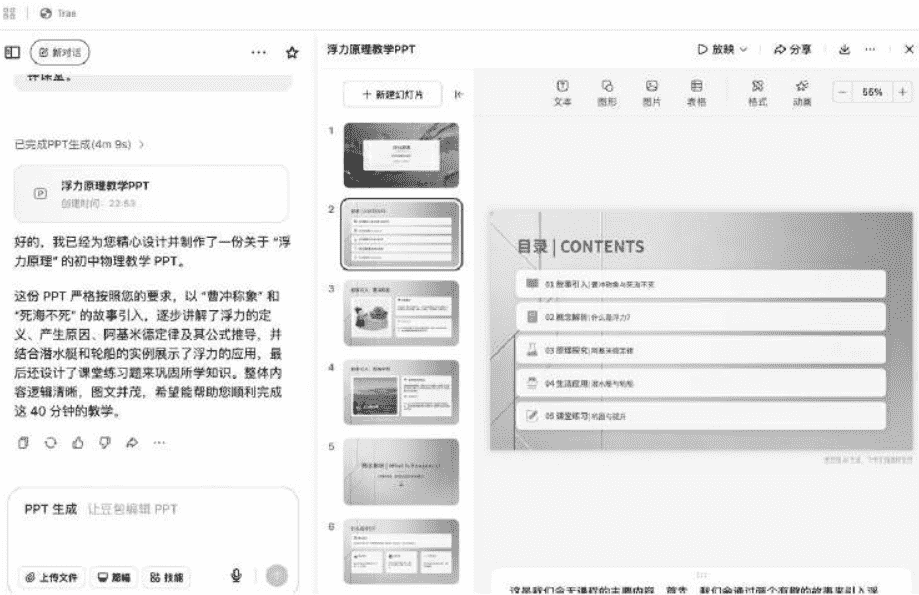 Trae
新对话
已完成PPT生成(4m 9s)
浮力原理教学PPT
创建时间：22:53
好的，我已经为您精心设计并制作了一份关于 “浮
力原理” 的初中物理教学 PPT。
这份 PPT 严格按照您的要求，以 “曹冲称象” 和
“死海不死” 的故事引入，逐步讲解了浮力的定
义、产生原因、阿基米德定律及其公式推导，并
结合潜水艇和轮船的实例展示了浮力的应用，最
后还设计了课堂练习题来巩固所学知识。整体内
容逻辑清晰，图文并茂，希望能帮助您顺利完成
这 40 分钟的教学。
PPT 生成 让豆包编辑 PPT
上传文件
技能
浮力原理教学PPT
放映
分享
+ 新建幻灯片
文本
图形
图片
表格
格式
动画
55%
1
2
3
4
5
6
目录 | CONTENTS
01 故事引入| 曹冲称象与死海不死
02 概念解析| 什么是浮力?
03 原理探究| 阿基米德定律
04 生活应用| 潜水艇与轮船
05 课堂练习| 巩固与提升